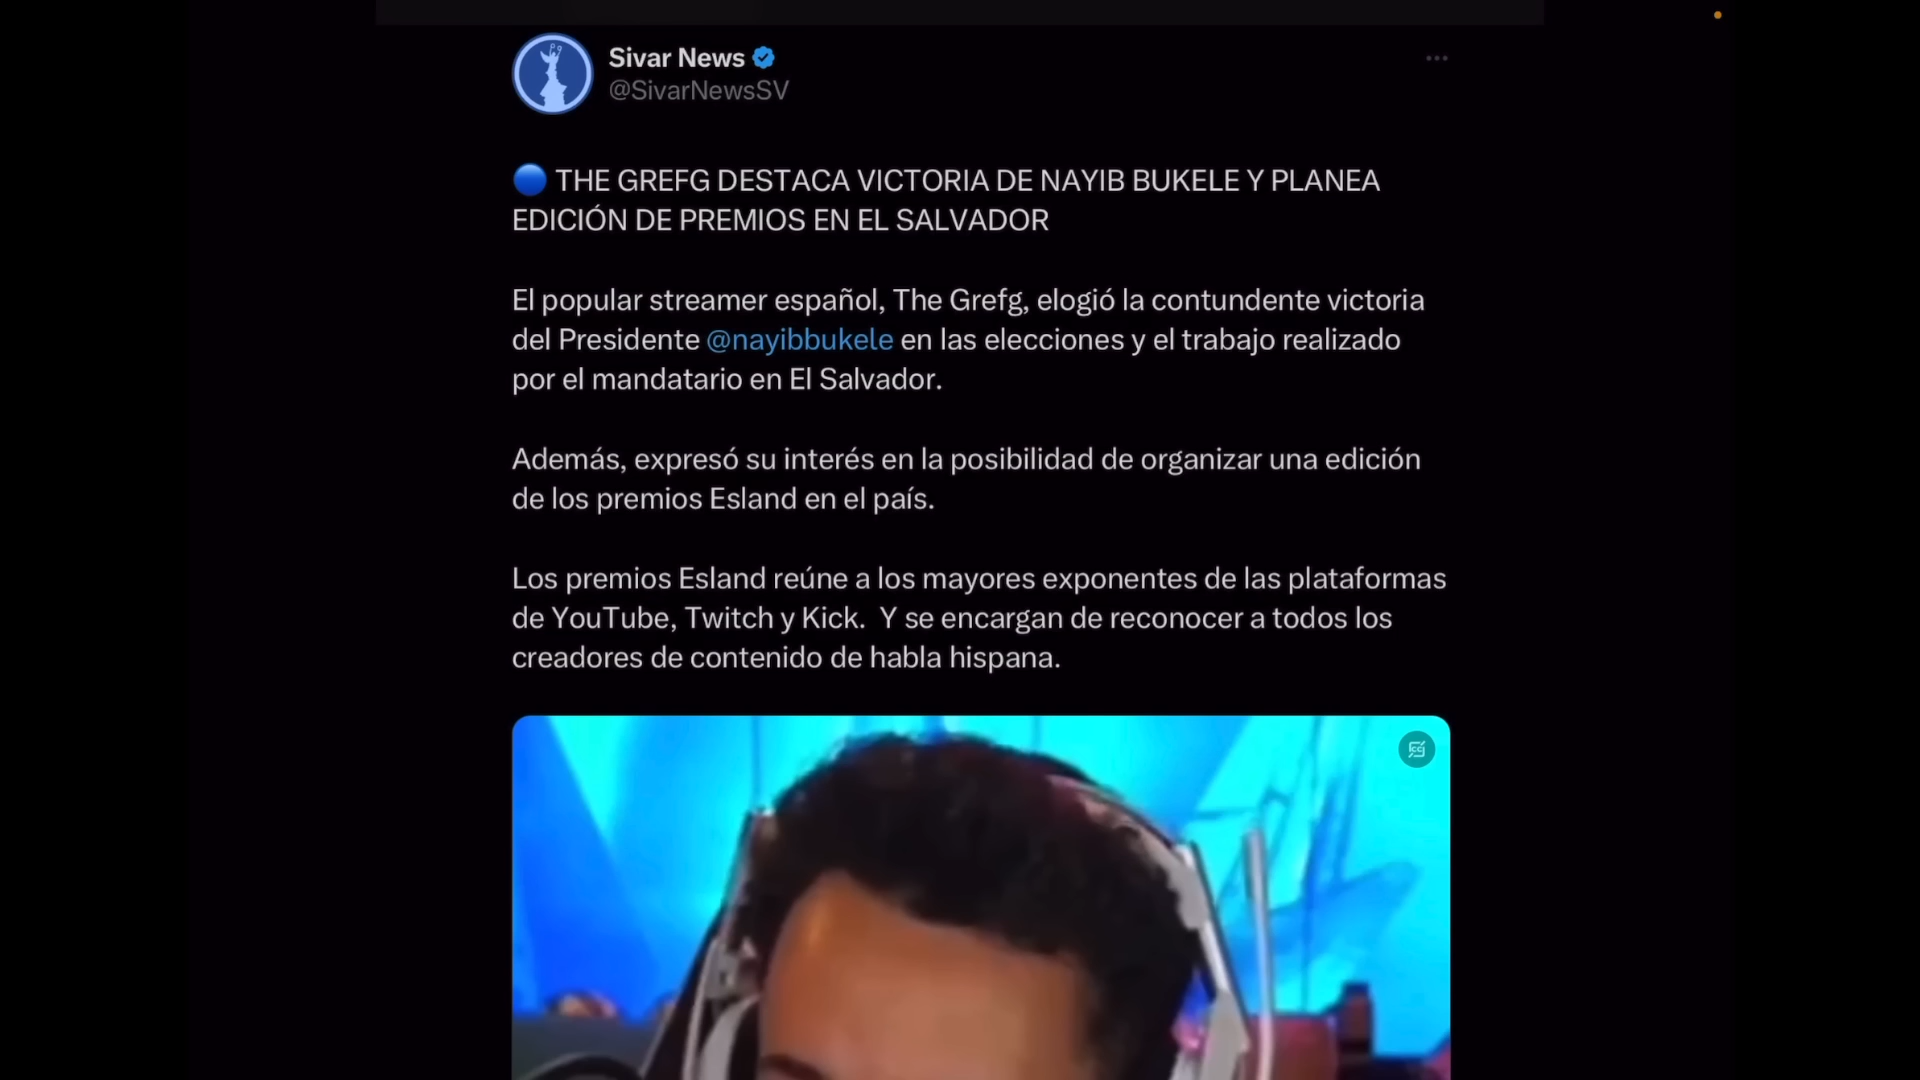 Sivar News
@SivarNewsSV
THE GREFG DESTACA VICTORIA DE NAYIB BUKELE Y PLANEA
EDICIÓN DE PREMIOS EN EL SALVADOR
El popular streamer español, The Grefg, elogió la contundente victoria
del Presidente @nayibbukele en las elecciones y el trabajo realizado
por el mandatario en El Salvador.
Además, expresó su interés en la posibilidad de organizar una edición
de los premios Esland en el país.
Los premios Esland reúne a los mayores exponentes de las plataformas
de YouTube, Twitch y Kick.  Y se encargan de reconocer a todos los
creadores de contenido de habla hispana.